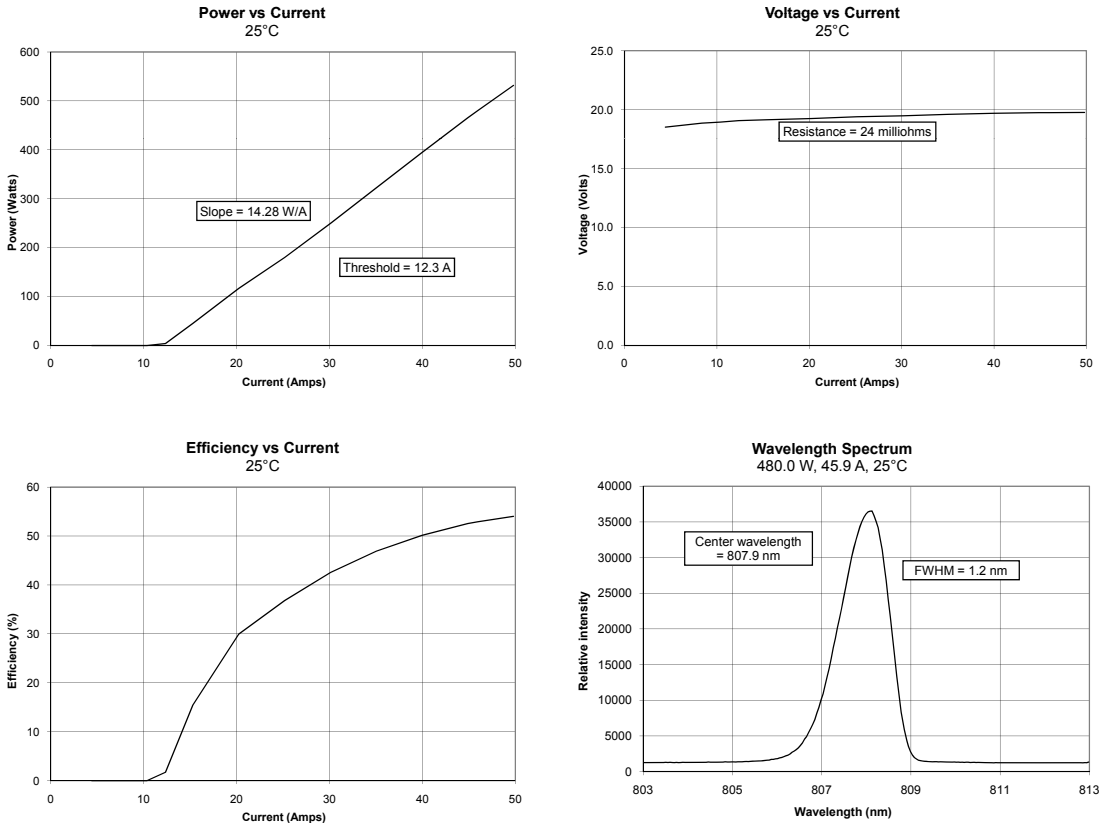 Power vs Current
25°C
600
500
400
300
200
100
0
Power (Watts)
Slope = 14.28 W/A
Threshold = 12.3 A
0 10 20 30 40 50
Current (Amps)
Voltage vs Current
25°C
25.0
20.0
15.0
10.0
5.0
0.0
Voltage (Volts)
Resistance = 24 milliohms
0 10 20 30 40 50
Current (Amps)
Efficiency vs Current
25°C
60
50
40
30
20
10
0
Efficiency (%)
0 10 20 30 40 50
Current (Amps)
Wavelength Spectrum
480.0 W, 45.9 A, 25°C
40000
35000
30000
25000
20000
15000
10000
5000
0
Relative intensity
Center wavelength
= 807.9 nm
FWHM = 1.2 nm
803 805 807 809 811 813
Wavelength (nm)